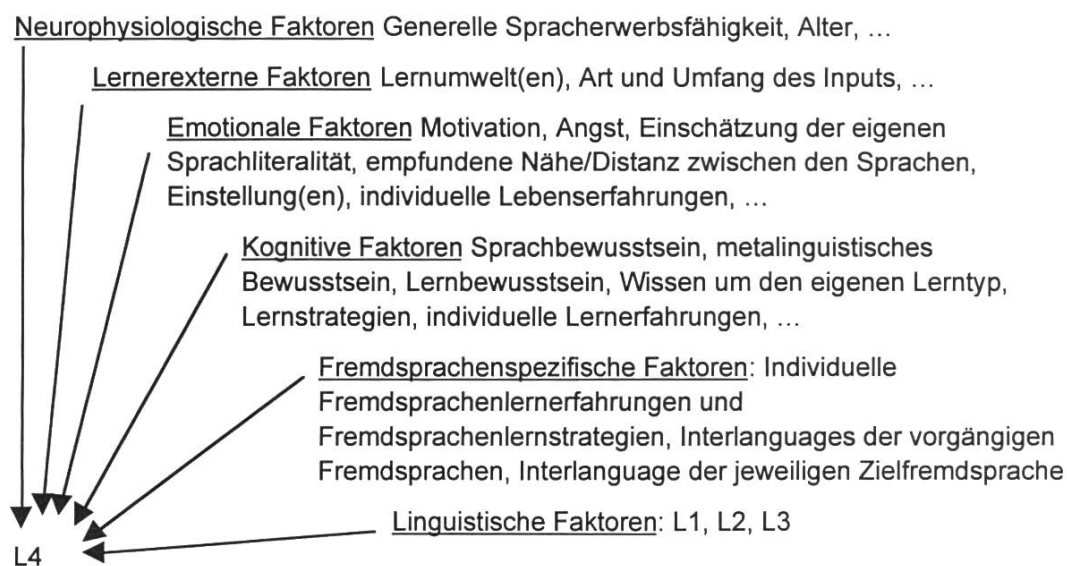 Neurophysiologische Faktoren Generelle Spracherwerbsfähigkeit, Alter, …
Lernerexterne Faktoren Lernumwelt(en), Art und Umfang des Inputs, …
Emotionale Faktoren Motivation, Angst, Einschätzung der eigenen
Sprachliteralität, empfundene Nähe/Distanz zwischen den Sprachen,
Einstellung(en), individuelle Lebenserfahrungen, …
Kognitive Faktoren Sprachbewusstsein, metalinguistisches
Bewusstsein, Lernbewusstsein, Wissen um den eigenen Lerntyp,
Lernstrategien, individuelle Lernerfahrungen, …
Fremdsprachenspezifische Faktoren: Individuelle
Fremdsprachenlernerfahrungen und
Fremdsprachenlernstrategien, Interlanguages der vorgängigen
Fremdsprachen, Interlanguage der jeweiligen Zielfremdsprache
Linguistische Faktoren: L1, L2, L3
L4